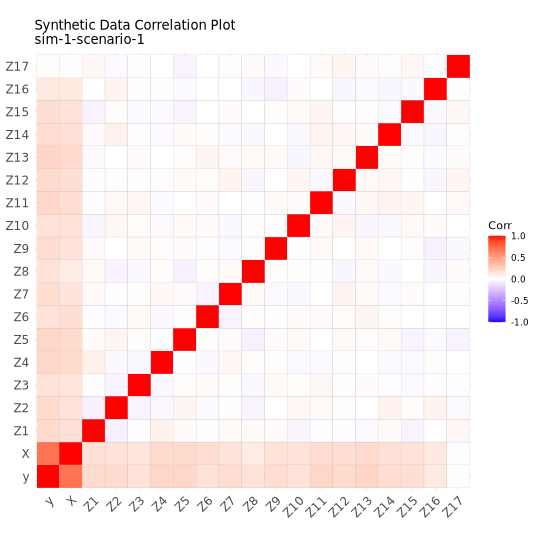 Synthetic Data Correlation Plot
sim-1-scenario-1
Z17
Z16
Z15
Z14
Z13
Z12
Z11
Z10
Z9
Z8
Z7
Z6
Z5
Z4
Z3
Z2
Z1
X
y
y X Z1 Z2 Z3 Z4 Z5 Z6 Z7 Z8 Z9 Z10 Z11 Z12 Z13 Z14 Z15 Z16 Z17
Corr
1.0
0.5
0.0
-0.5
-1.0